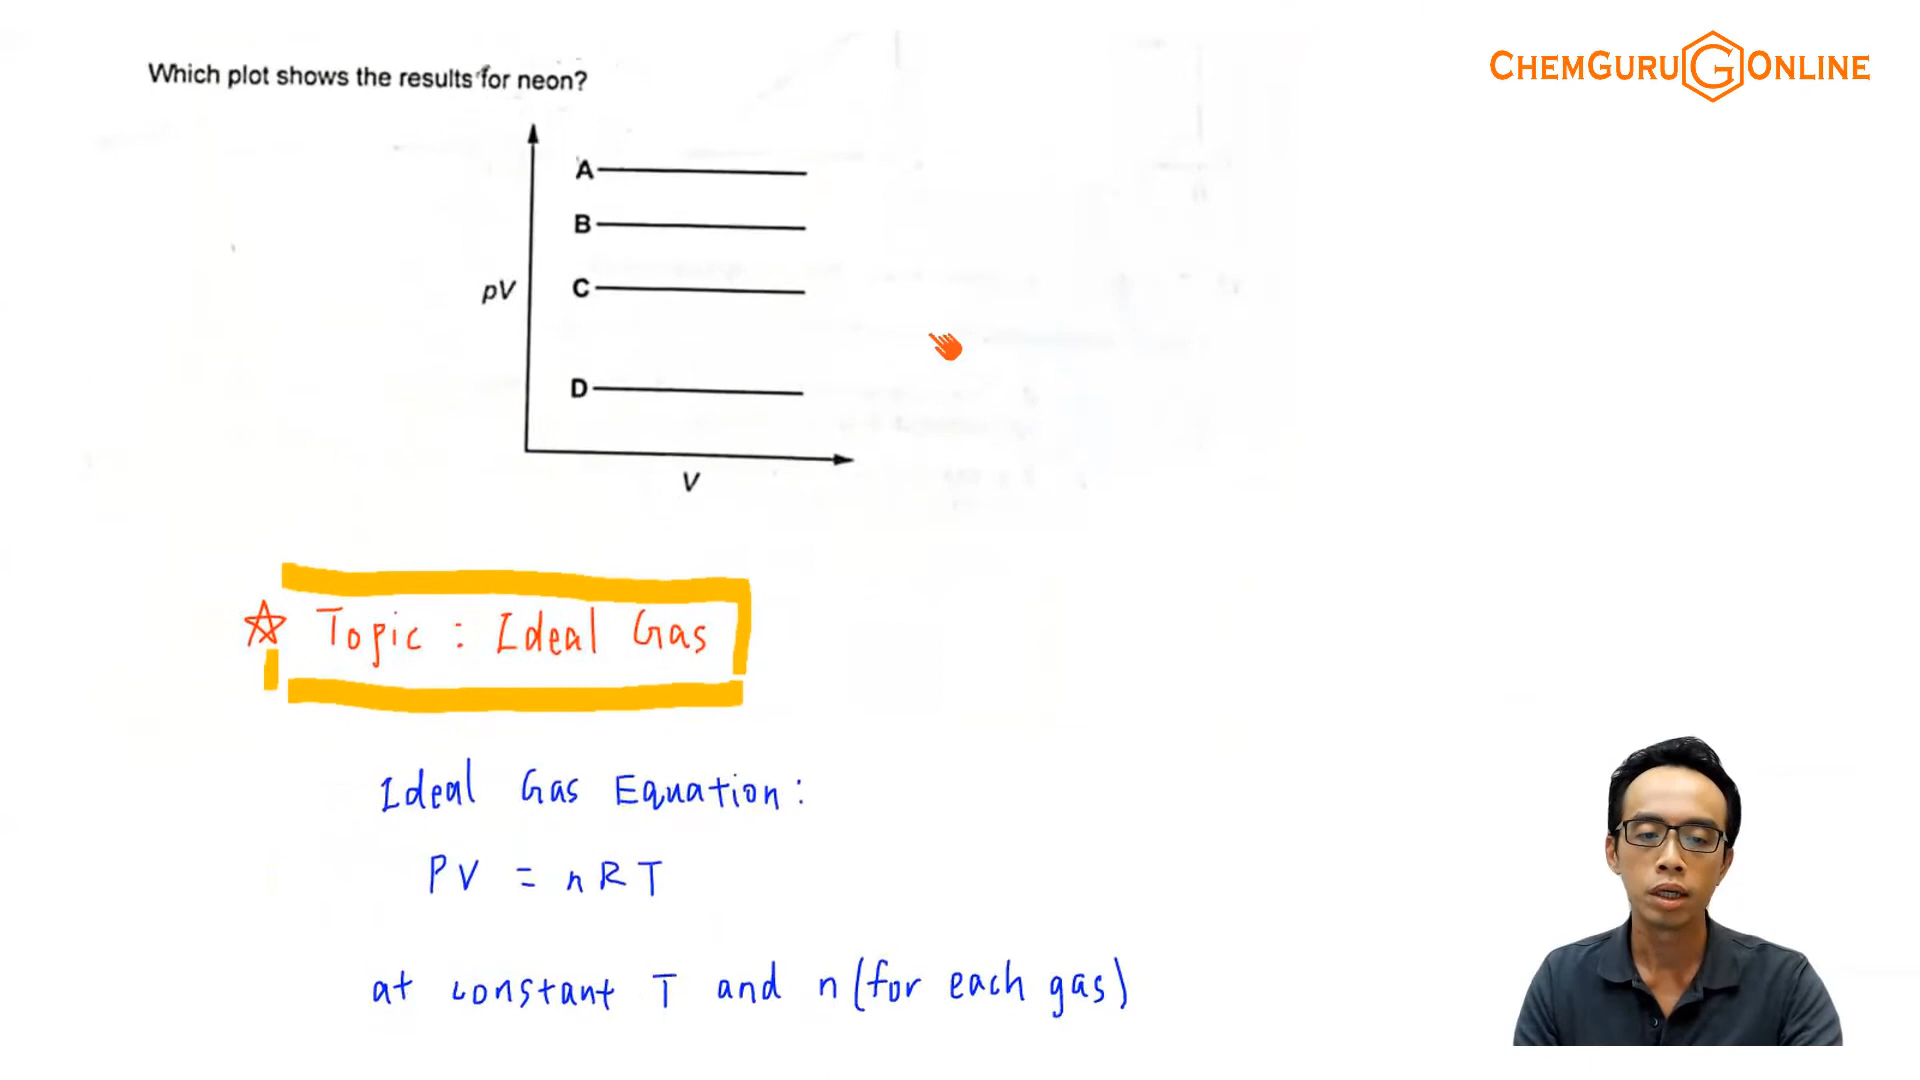 Which plot shows the results for neon?
CHEMGURU G ONLINE
A
B
pV
C
D
V
Topic : Ideal Gas
Ideal Gas Equation:
PV = nRT
at constant T and n (for each gas)